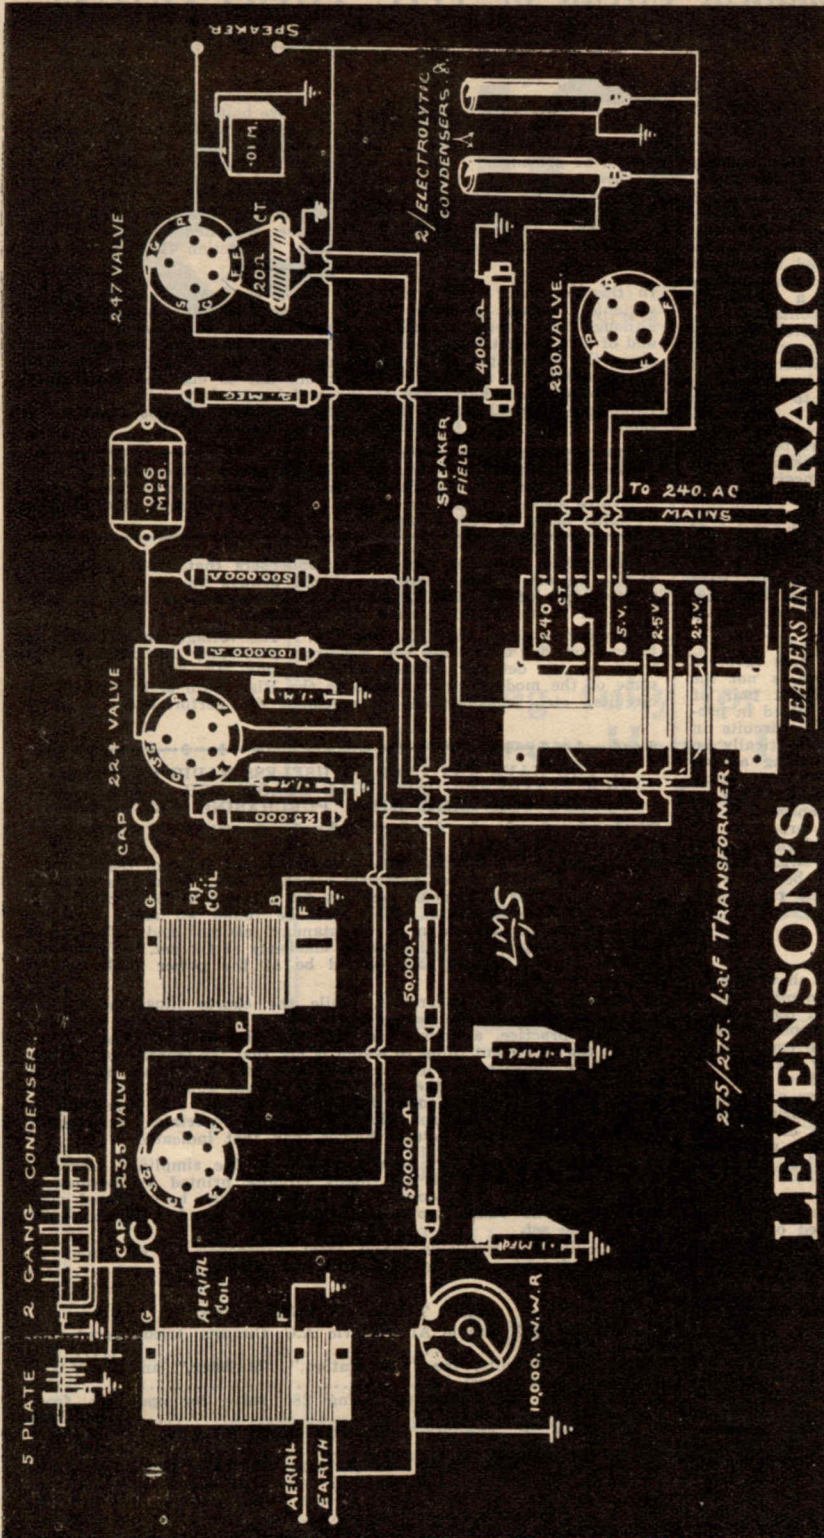 5 PLATE
2 GANG CONDENSER.
CAP
235 VALVE
CAP
224 VALVE
.006
MFD.
247 VALVE
SPEAKER
.01 M.
G
AERIAL
COIL
F
AERIAL
EARTH
10,000. W.W.R
.1 MFD
50,000. Ω
.1 MFD
50,000. Ω
SG
C
P
F
F
P
G
RF.
COIL
B
F
SG
C
P
F
F
25,000
.1 M.
.1 M.
100,000 Ω
500,000 Ω
G
P
S
G
F
F
20 Ω
CT
SPEAKER
FIELD
400. Ω
2/ELECTROLYTIC
CONDENSERS. 8.
280. VALVE.
P
P
F
F
TO 240. AC
MAINS
240
CT
5. V.
2.5 V
2.5. V.
LMS
275/275. L.a.F TRANSFORMER.
LEVENSON'S
LEADERS IN
RADIO